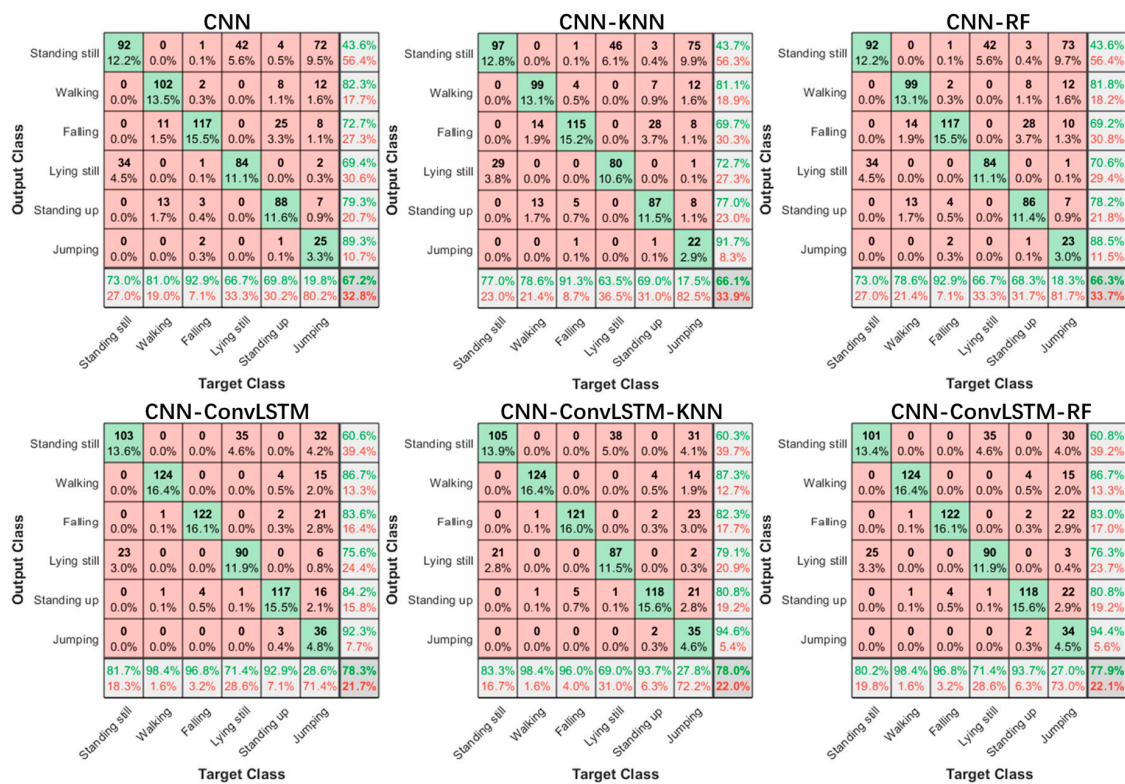 CNN
Standing still 92 0 1 42 4 72 43.6%
12.2% 0.0% 0.1% 5.6% 0.5% 9.5% 56.4%
Walking 0 102 2 0 8 12 82.3%
0.0% 13.5% 0.3% 0.0% 1.1% 1.6% 17.7%
Falling 0 11 117 0 25 8 72.7%
0.0% 1.5% 15.5% 0.0% 3.3% 1.1% 27.3%
Lying still 34 0 1 84 0 2 69.4%
4.5% 0.0% 0.1% 11.1% 0.0% 0.3% 30.6%
Standing up 0 13 3 0 88 7 79.3%
0.0% 1.7% 0.4% 0.0% 11.6% 0.9% 20.7%
Jumping 0 0 2 0 1 25 89.3%
0.0% 0.0% 0.3% 0.0% 0.1% 3.3% 10.7%
73.0% 81.0% 92.9% 66.7% 69.8% 19.8% 67.2%
27.0% 19.0% 7.1% 33.3% 30.2% 80.2% 32.8%
Standing still Walking Falling Lying still Standing up Jumping
Output Class
Target Class
CNN-KNN
Standing still 97 0 1 46 3 75 43.7%
12.8% 0.0% 0.1% 6.1% 0.4% 9.9% 56.3%
Walking 0 99 4 0 7 12 81.1%
0.0% 13.1% 0.5% 0.0% 0.9% 1.6% 18.9%
Falling 0 14 115 0 28 8 69.7%
0.0% 1.9% 15.2% 0.0% 3.7% 1.1% 30.3%
Lying still 29 0 0 80 0 1 72.7%
3.8% 0.0% 0.0% 10.6% 0.0% 0.1% 27.3%
Standing up 0 13 5 0 87 8 77.0%
0.0% 1.7% 0.7% 0.0% 11.5% 1.1% 23.0%
Jumping 0 0 1 0 1 22 91.7%
0.0% 0.0% 0.1% 0.0% 0.1% 2.9% 8.3%
77.0% 78.6% 91.3% 63.5% 69.0% 17.5% 66.1%
23.0% 21.4% 8.7% 36.5% 31.0% 82.5% 33.9%
Standing still Walking Falling Lying still Standing up Jumping
Output Class
Target Class
CNN-RF
Standing still 92 0 1 42 3 73 43.6%
12.2% 0.0% 0.1% 5.6% 0.4% 9.7% 56.4%
Walking 0 99 2 0 8 12 81.8%
0.0% 13.1% 0.3% 0.0% 1.1% 1.6% 18.2%
Falling 0 14 117 0 28 10 69.2%
0.0% 1.9% 15.5% 0.0% 3.7% 1.3% 30.8%
Lying still 34 0 0 84 0 1 70.6%
4.5% 0.0% 0.0% 11.1% 0.0% 0.1% 29.4%
Standing up 0 13 4 0 86 7 78.2%
0.0% 1.7% 0.5% 0.0% 11.4% 0.9% 21.8%
Jumping 0 0 2 0 1 23 88.5%
0.0% 0.0% 0.3% 0.0% 0.1% 3.0% 11.5%
73.0% 78.6% 92.9% 66.7% 68.3% 18.3% 66.3%
27.0% 21.4% 7.1% 33.3% 31.7% 81.7% 33.7%
Standing still Walking Falling Lying still Standing up Jumping
Output Class
Target Class
CNN-ConvLSTM
Standing still 103 0 0 35 0 32 60.6%
13.6% 0.0% 0.0% 4.6% 0.0% 4.2% 39.4%
Walking 0 124 0 0 4 15 86.7%
0.0% 16.4% 0.0% 0.0% 0.5% 2.0% 13.3%
Falling 0 1 122 0 2 21 83.6%
0.0% 0.1% 16.1% 0.0% 0.3% 2.8% 16.4%
Lying still 23 0 0 90 0 6 75.6%
3.0% 0.0% 0.0% 11.9% 0.0% 0.8% 24.4%
Standing up 0 1 4 1 117 16 84.2%
0.0% 0.1% 0.5% 0.1% 15.5% 2.1% 15.8%
Jumping 0 0 0 0 3 36 92.3%
0.0% 0.0% 0.0% 0.0% 0.4% 4.8% 7.7%
81.7% 98.4% 96.8% 71.4% 92.9% 28.6% 78.3%
18.3% 1.6% 3.2% 28.6% 7.1% 71.4% 21.7%
Standing still Walking Falling Lying still Standing up Jumping
Output Class
Target Class
CNN-ConvLSTM-KNN
Standing still 105 0 0 38 0 31 60.3%
13.9% 0.0% 0.0% 5.0% 0.0% 4.1% 39.7%
Walking 0 124 0 0 4 14 87.3%
0.0% 16.4% 0.0% 0.0% 0.5% 1.9% 12.7%
Falling 0 1 121 0 2 23 82.3%
0.0% 0.1% 16.0% 0.0% 0.3% 3.0% 17.7%
Lying still 21 0 0 87 0 2 79.1%
2.8% 0.0% 0.0% 11.5% 0.0% 0.3% 20.9%
Standing up 0 1 5 1 118 21 80.8%
0.0% 0.1% 0.7% 0.1% 15.6% 2.8% 19.2%
Jumping 0 0 0 0 2 35 94.6%
0.0% 0.0% 0.0% 0.0% 0.3% 4.6% 5.4%
83.3% 98.4% 96.0% 69.0% 93.7% 27.8% 78.0%
16.7% 1.6% 4.0% 31.0% 6.3% 72.2% 22.0%
Standing still Walking Falling Lying still Standing up Jumping
Output Class
Target Class
CNN-ConvLSTM-RF
Standing still 101 0 0 35 0 30 60.8%
13.4% 0.0% 0.0% 4.6% 0.0% 4.0% 39.2%
Walking 0 124 0 0 4 15 86.7%
0.0% 16.4% 0.0% 0.0% 0.5% 2.0% 13.3%
Falling 0 1 122 0 2 22 83.0%
0.0% 0.1% 16.1% 0.0% 0.3% 2.9% 17.0%
Lying still 25 0 0 90 0 3 76.3%
3.3% 0.0% 0.0% 11.9% 0.0% 0.4% 23.7%
Standing up 0 1 4 1 118 22 80.8%
0.0% 0.1% 0.5% 0.1% 15.6% 2.9% 19.2%
Jumping 0 0 0 0 2 34 94.4%
0.0% 0.0% 0.0% 0.0% 0.3% 4.5% 5.6%
80.2% 98.4% 96.8% 71.4% 93.7% 27.0% 77.9%
19.8% 1.6% 3.2% 28.6% 6.3% 73.0% 22.1%
Standing still Walking Falling Lying still Standing up Jumping
Output Class
Target Class